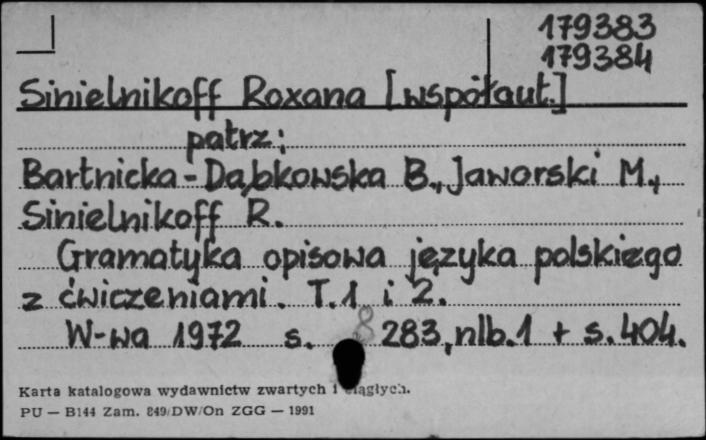 179383
179384
Sinielnikoff Roxana [współaut.]
patrz:
Bartnicka-Dąbkowska B., Jaworski M.,
Sinielnikoff R.
Gramatyka opisowa języka polskiego
z ćwiczeniami. T.1 i 2.
W-wa 1972 s. 8 283, nlb.1 + s. 404.
Karta katalogowa wydawnictw zwartych i ciągłych.
PU — B144 Zam. 849/DW/On ZGG — 1991